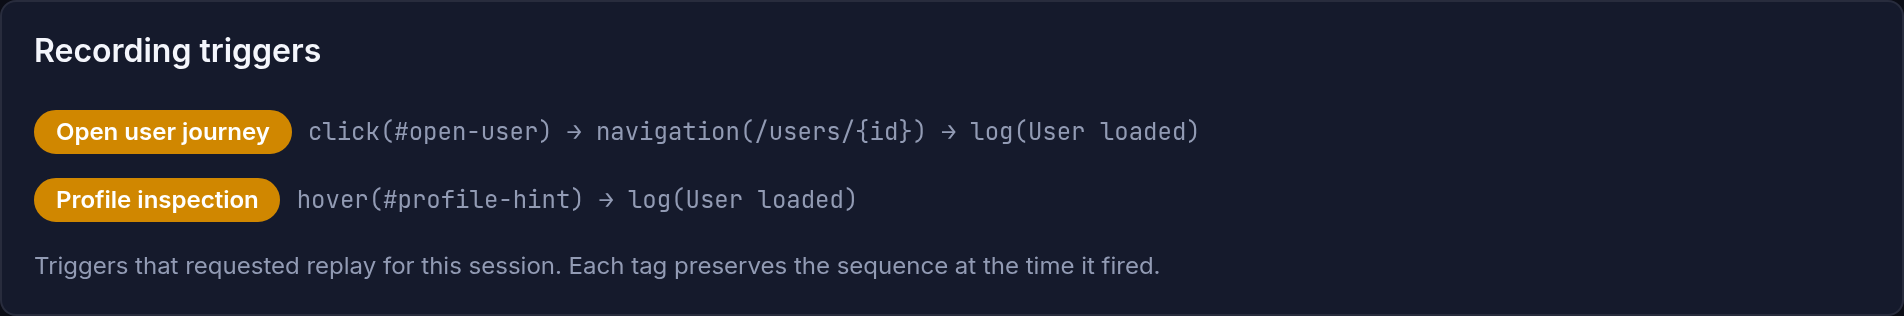 Recording triggers
Open user journey click(#open-user) → navigation(/users/{id}) → log(User loaded)
Profile inspection hover(#profile-hint) → log(User loaded)
Triggers that requested replay for this session. Each tag preserves the sequence at the time it fired.